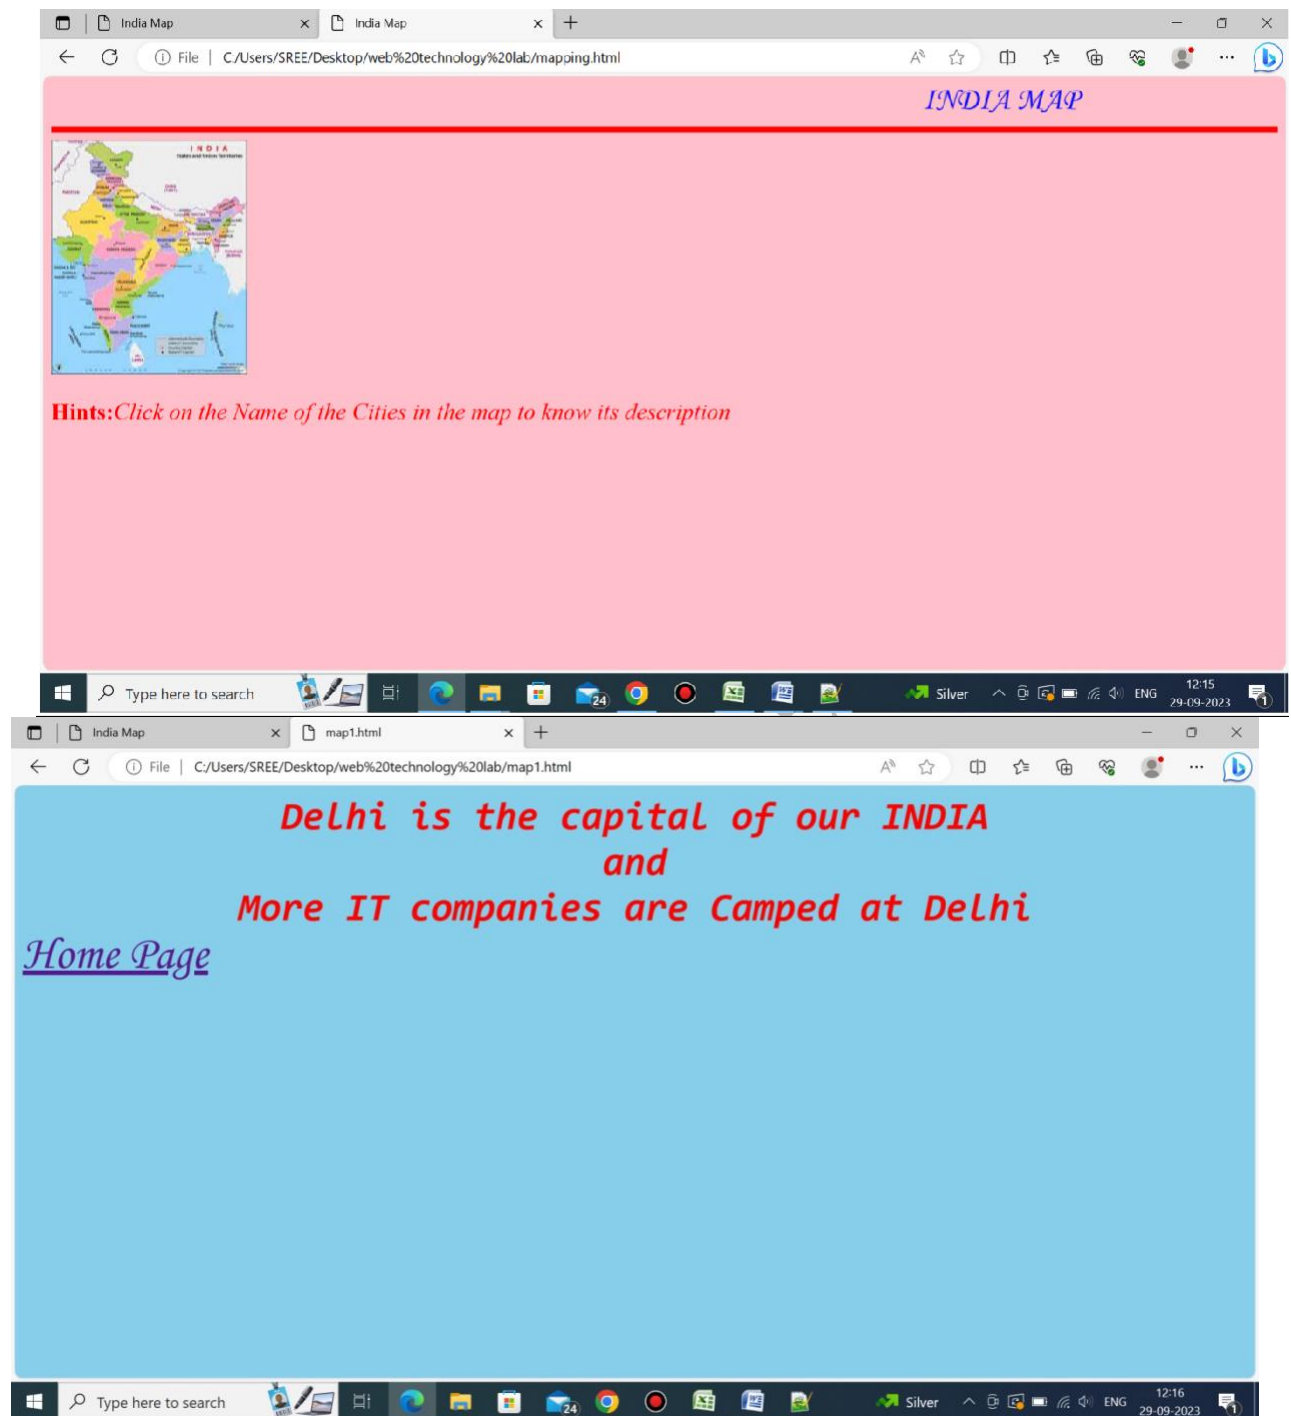 India Map
India Map
File | C:/Users/SREE/Desktop/web%20technology%20lab/mapping.html
INDIA MAP
INDIA
Hints:Click on the Name of the Cities in the map to know its description
Type here to search
24
Silver
ENG
12:15
29-09-2023
1
India Map
map1.html
File | C:/Users/SREE/Desktop/web%20technology%20lab/map1.html
Delhi is the capital of our INDIA
and
More IT companies are Camped at Delhi
Home Page
Type here to search
24
Silver
ENG
12:16
29-09-2023
1